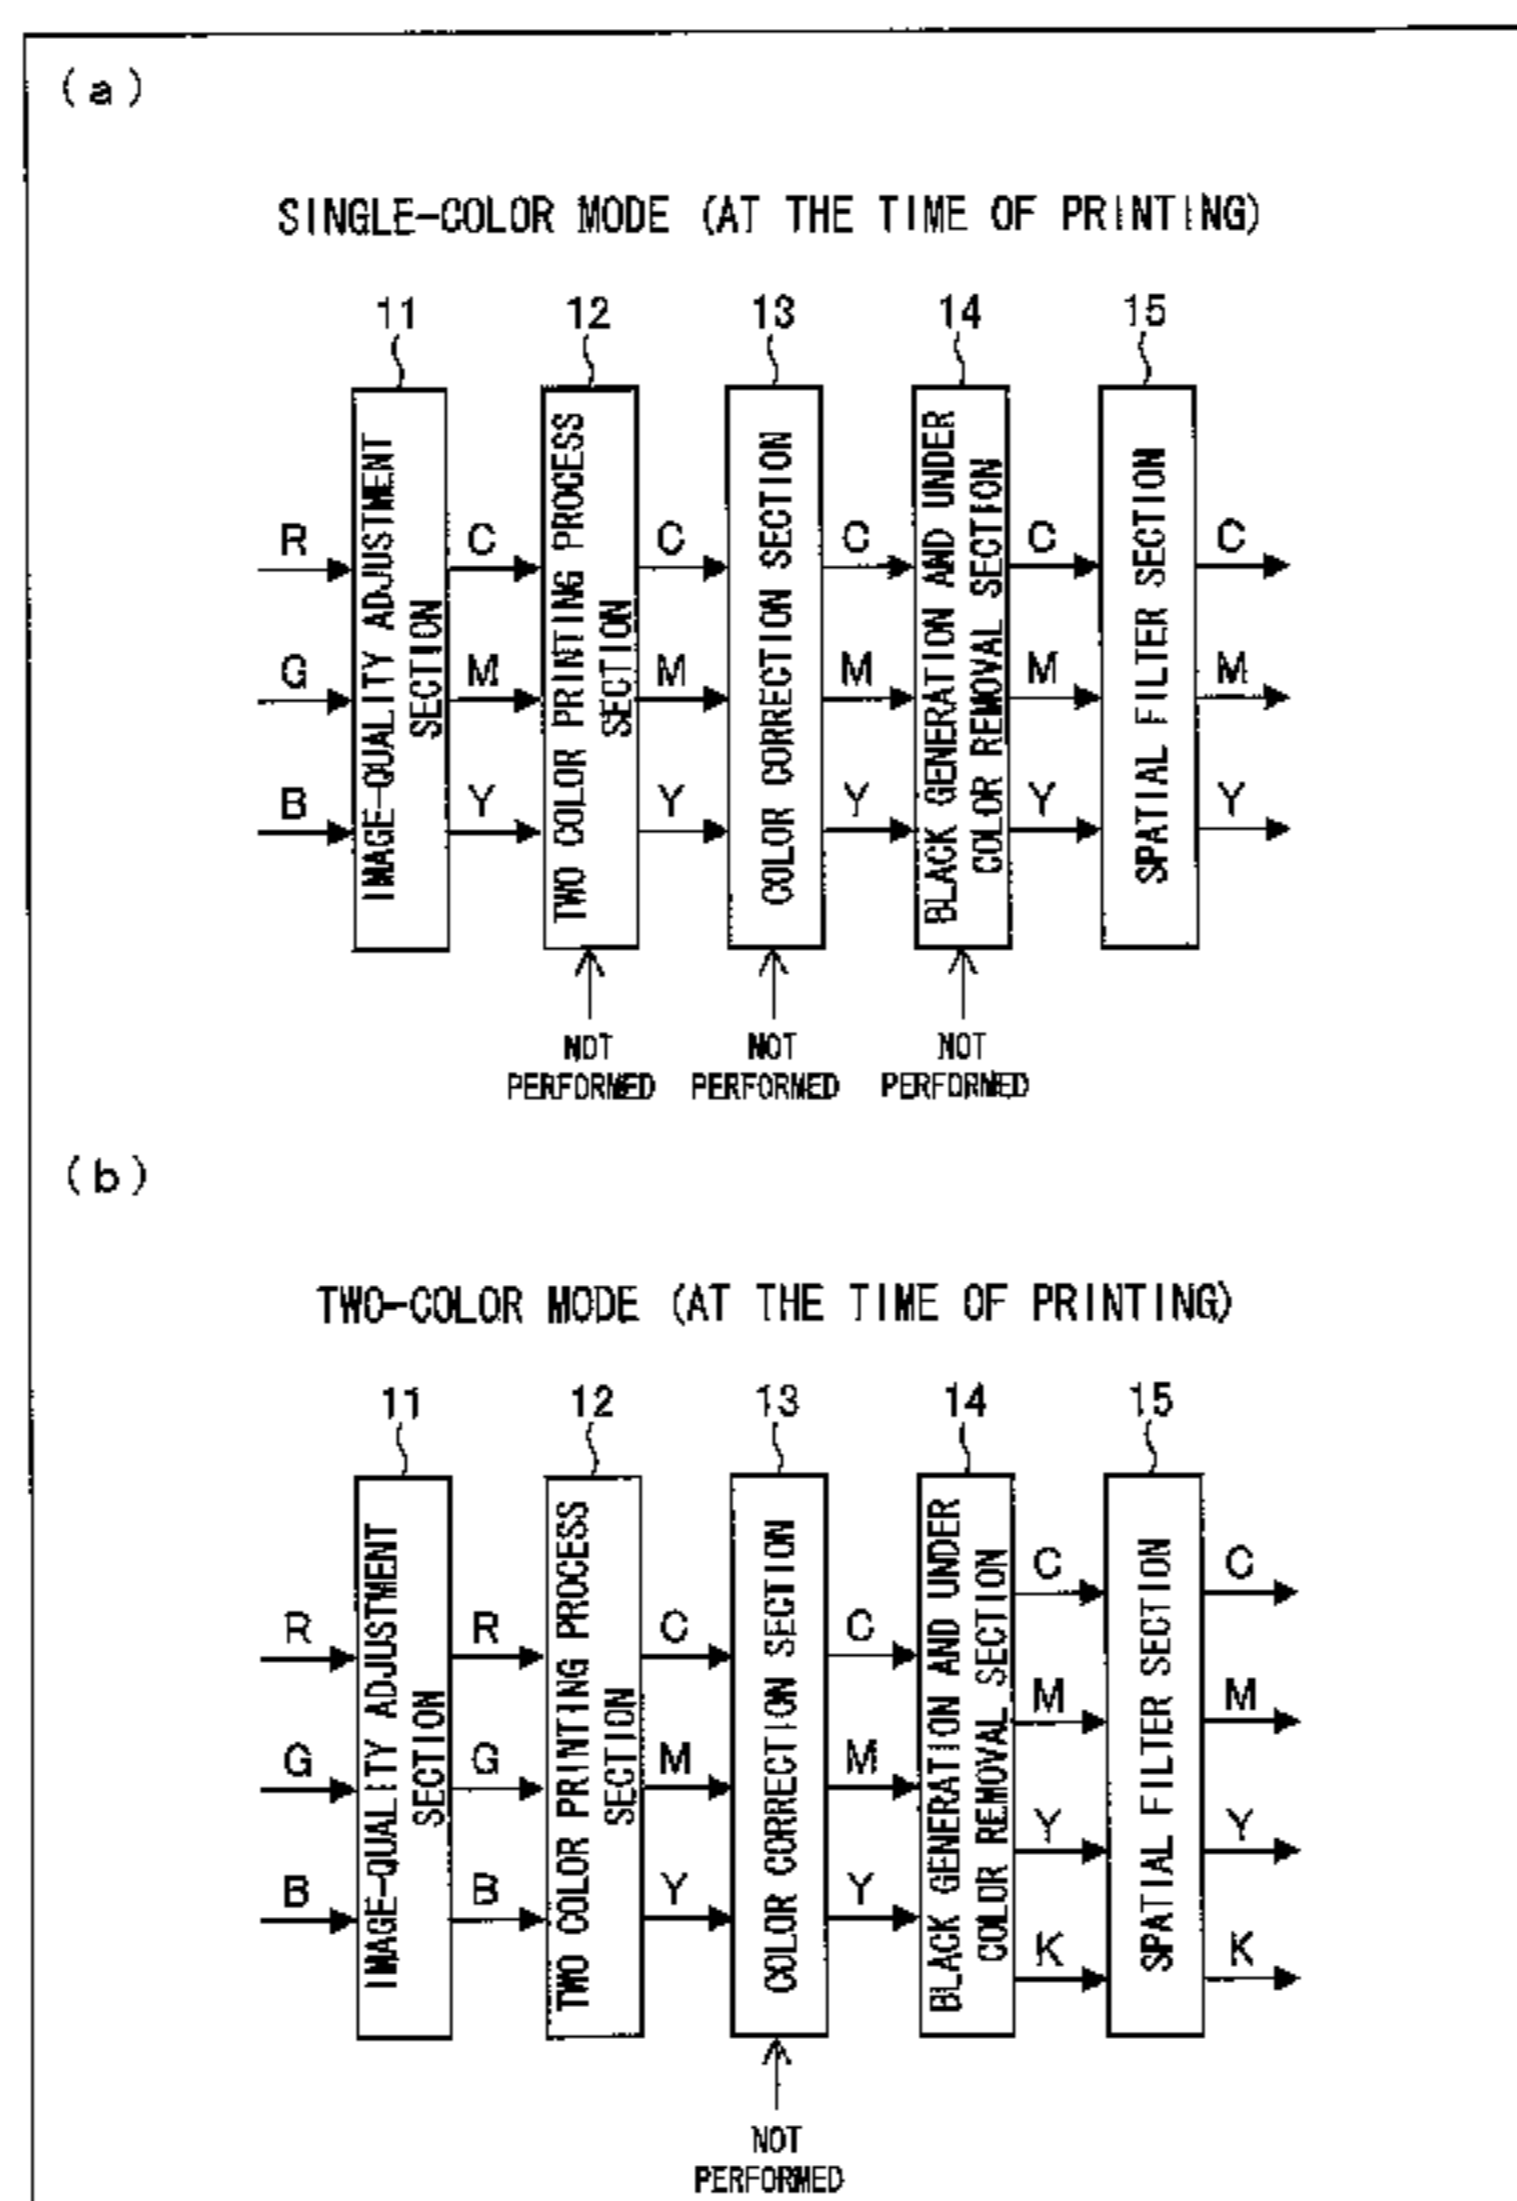 (a)
SINGLE-COLOR MODE (AT THE TIME OF PRINTING)
11 12 13 14 15
IMAGE-QUALITY ADJUSTMENT
SECTION
TWO COLOR PRINTING PROCESS
SECTION
COLOR CORRECTION SECTION
BLACK GENERATION AND UNDER
COLOR REMOVAL SECTION
SPATIAL FILTER SECTION
R C C C C C
G M M M M M
B Y Y Y Y Y
NOT NOT NOT
PERFORMED PERFORMED PERFORMED
(b)
TWO-COLOR MODE (AT THE TIME OF PRINTING)
11 12 13 14 15
IMAGE-QUALITY ADJUSTMENT
SECTION
TWO COLOR PRINTING PROCESS
SECTION
COLOR CORRECTION SECTION
BLACK GENERATION AND UNDER
COLOR REMOVAL SECTION
SPATIAL FILTER SECTION
R R C C C C
G G M M M M
B B Y Y Y Y
K K
NOT
PERFORMED